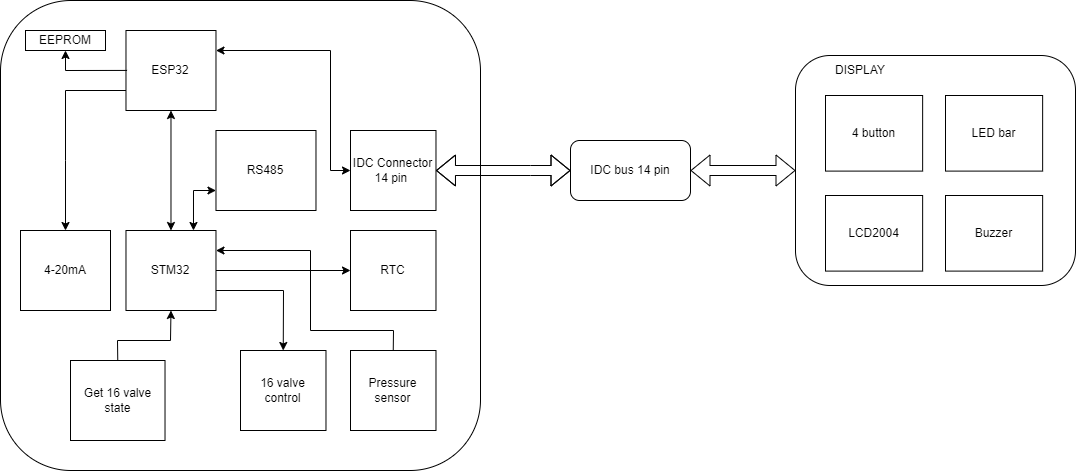 EEPROM
ESP32
DISPLAY
4 button
LED bar
RS485
IDC Connector
14 pin
IDC bus 14 pin
LCD2004
Buzzer
4-20mA
STM32
RTC
Get 16 valve
state
16 valve
control
Pressure
sensor